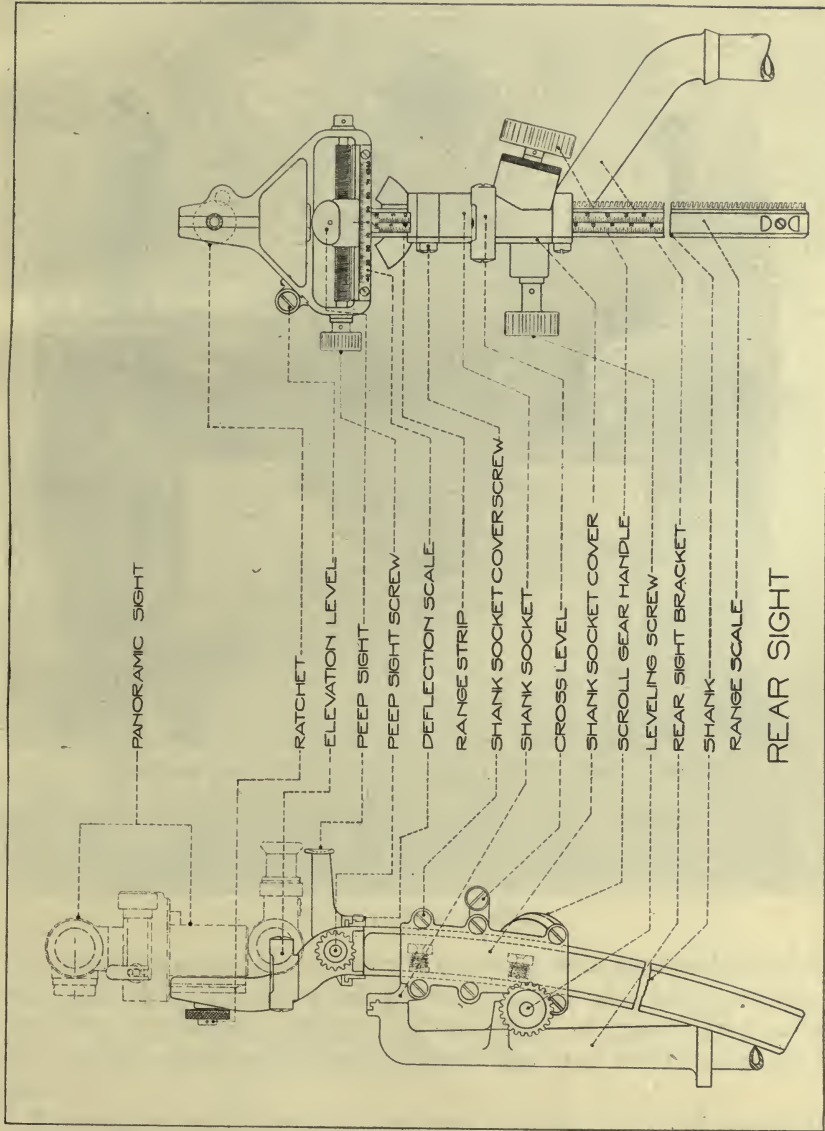 PANORAMIC SIGHT
RATCHET
ELEVATION LEVEL
PEEP SIGHT
PEEP SIGHT SCREW
DEFLECTION SCALE
RANGE STRIP
SHANK SOCKET COVER SCREW
SHANK SOCKET
CROSS LEVEL
SHANK SOCKET COVER
SCROLL GEAR HANDLE
LEVELING SCREW
REAR SIGHT BRACKET
SHANK
RANGE SCALE
REAR SIGHT